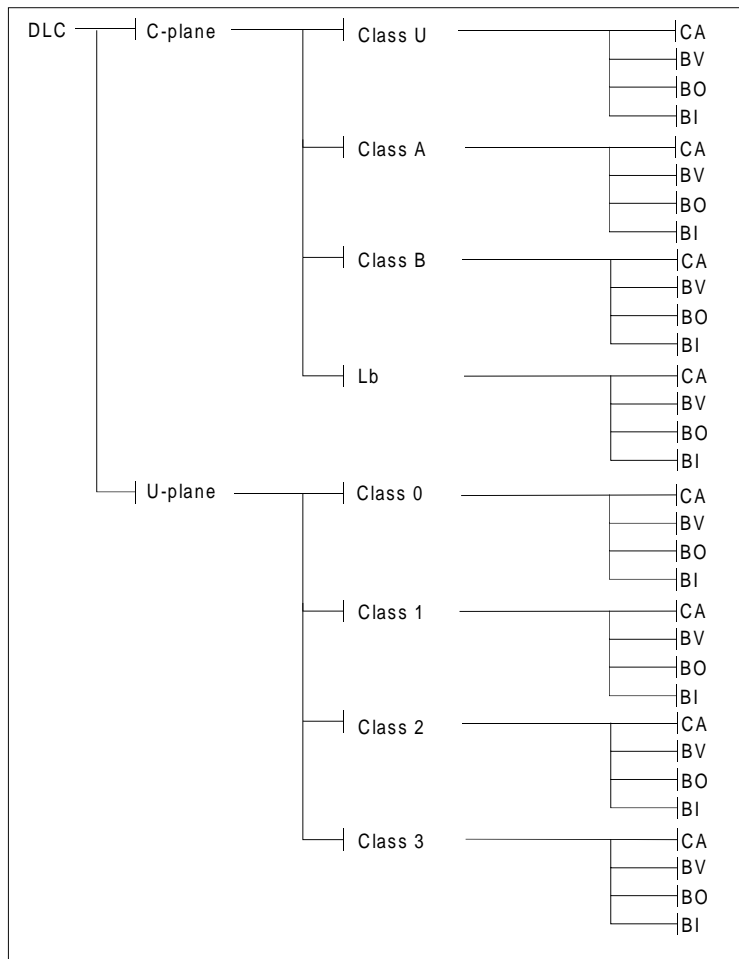 DLC C-plane Class U CA
BV
BO
BI
Class A CA
BV
BO
BI
Class B CA
BV
BO
BI
Lb CA
BV
BO
BI
U-plane Class 0 CA
BV
BO
BI
Class 1 CA
BV
BO
BI
Class 2 CA
BV
BO
BI
Class 3 CA
BV
BO
BI